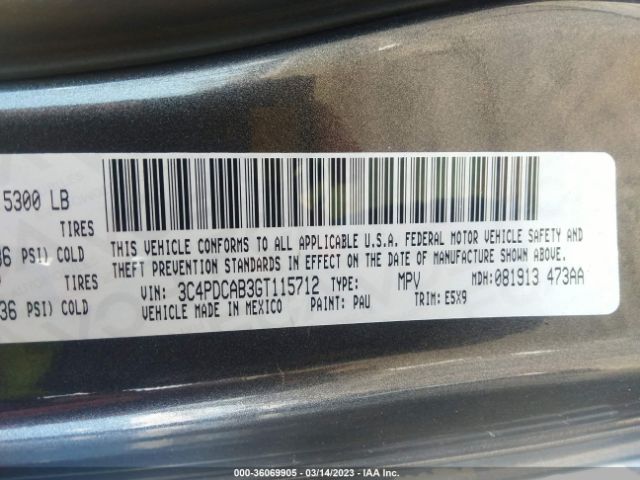 5300 LB
TIRES
36 PSI) COLD
TIRES
36 PSI) COLD
THIS VEHICLE CONFORMS TO ALL APPLICABLE U.S.A. FEDERAL MOTOR VEHICLE SAFETY AND
THEFT PREVENTION STANDARDS IN EFFECT ON THE DATE OF MANUFACTURE SHOWN ABOVE.
VIN: 3C4PDCAB3GT115712 TYPE: MPV MDH: 081913 473AA
VEHICLE MADE IN MEXICO PAINT: PAU TRIM: E5X9
000-36069905 / 03/14/2023 / IAA Inc.